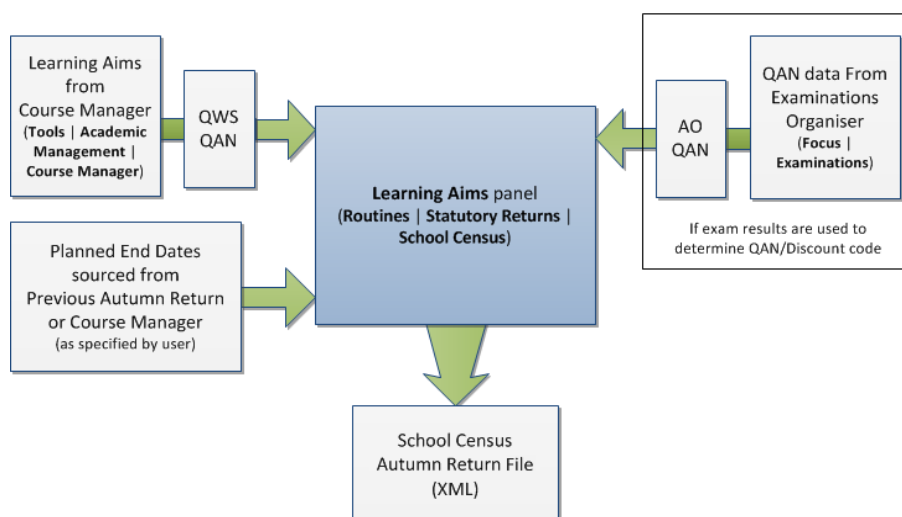 Learning Aims
from
Course Manager
(Tools | Academic
Management |
Course Manager)
QWS
QAN
Learning Aims panel
(Routines | Statutory Returns |
School Census)
AO
QAN
QAN data From
Examinations
Organiser
(Focus |
Examinations)
If exam results are used to
determine QAN/Discount code
Planned End Dates
sourced from
Previous Autumn Return
or Course Manager
(as specified by user)
School Census
Autumn Return File
(XML)